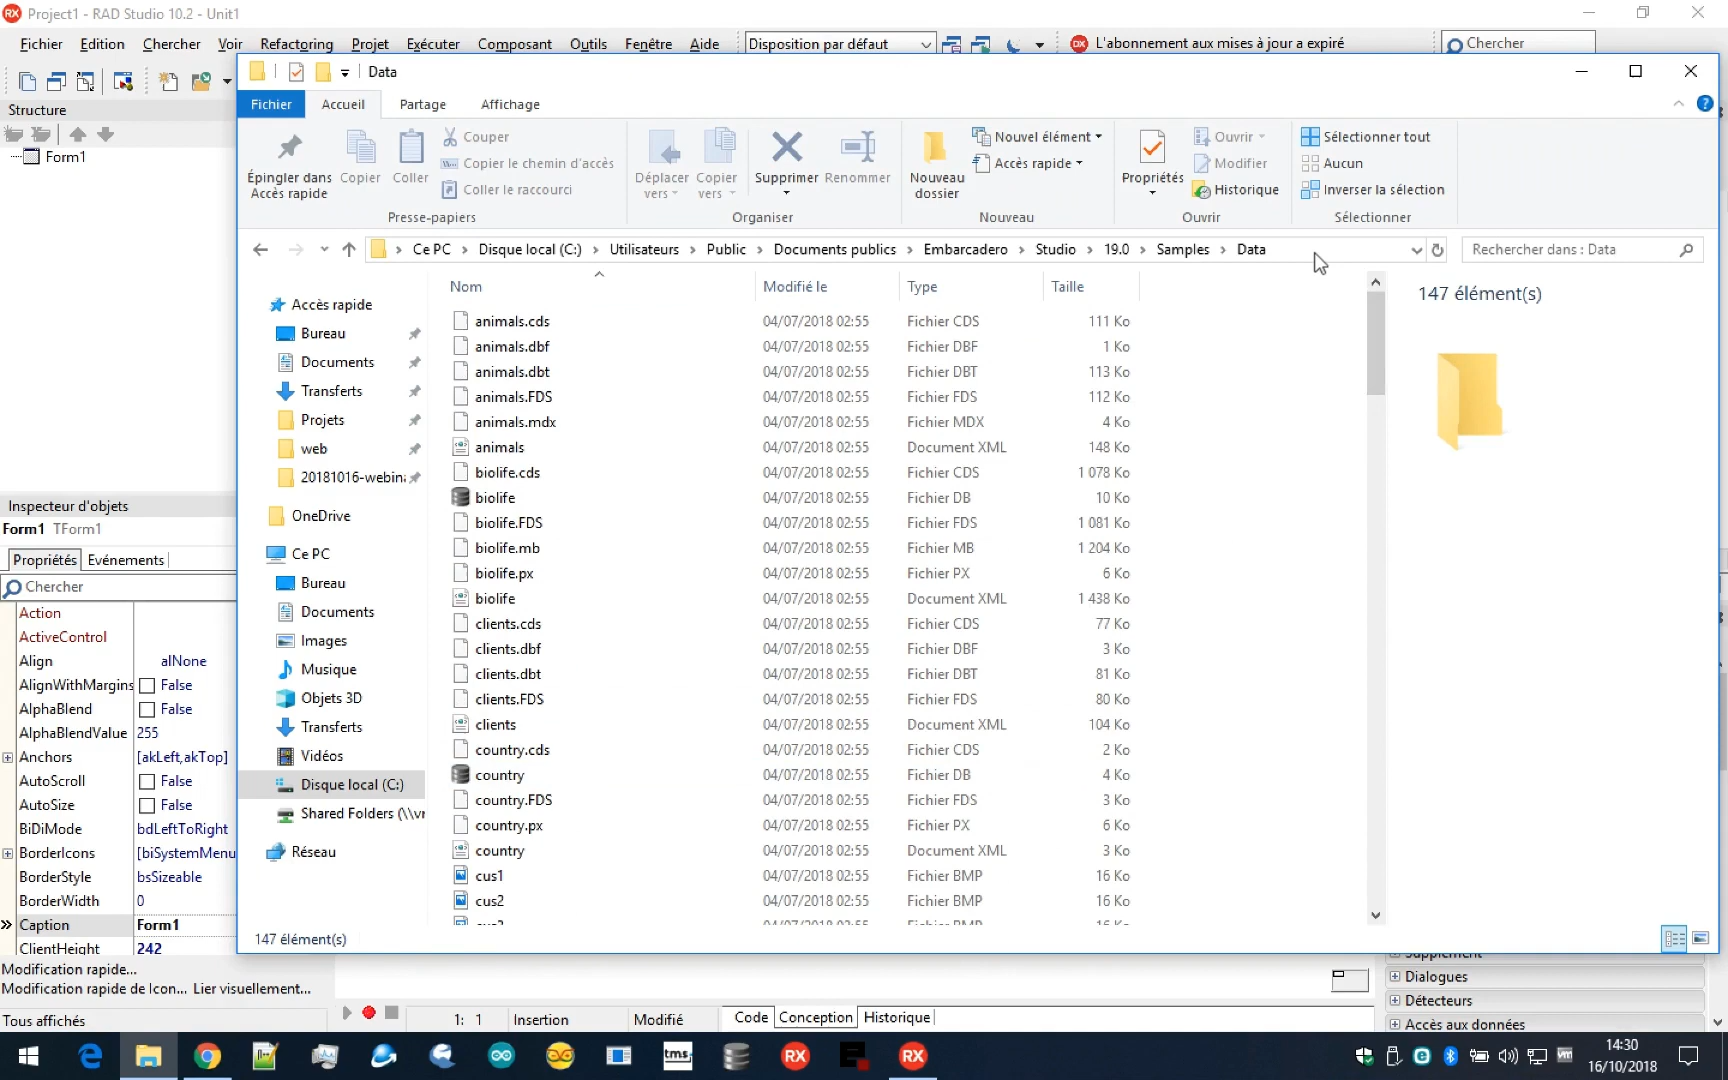 Project1 - RAD Studio 10.2 - Unit1
Fichier Edition Chercher Voir Refactoring Projet Exécuter Composant Outils Fenêtre Aide Disposition par défaut L'abonnement aux mises à jour a expiré Chercher
Data
Fichier Accueil Partage Affichage
Structure
Form1
Épingler dans Accès rapide
Copier
Coller
Couper
Copier le chemin d'accès
Coller le raccourci
Presse-papiers
Déplacer vers
Copier vers
Supprimer
Renommer
Organiser
Nouveau dossier
Nouvel élément
Accès rapide
Nouveau
Propriétés
Ouvrir
Modifier
Historique
Ouvrir
Sélectionner tout
Aucun
Inverser la sélection
Sélectionner
Ce PC > Disque local (C:) > Utilisateurs > Public > Documents publics > Embarcadero > Studio > 19.0 > Samples > Data
Rechercher dans : Data
Accès rapide
Bureau
Documents
Transferts
Projets
web
20181016-webin
OneDrive
Ce PC
Bureau
Documents
Images
Musique
Objets 3D
Transferts
Vidéos
Disque local (C:)
Shared Folders (\\vr
Réseau
Nom Modifié le Type Taille
animals.cds 04/07/2018 02:55 Fichier CDS 111 Ko
animals.dbf 04/07/2018 02:55 Fichier DBF 1 Ko
animals.dbt 04/07/2018 02:55 Fichier DBT 113 Ko
animals.FDS 04/07/2018 02:55 Fichier FDS 112 Ko
animals.mdx 04/07/2018 02:55 Fichier MDX 4 Ko
animals 04/07/2018 02:55 Document XML 148 Ko
biolife.cds 04/07/2018 02:55 Fichier CDS 1 078 Ko
biolife 04/07/2018 02:55 Fichier DB 10 Ko
biolife.FDS 04/07/2018 02:55 Fichier FDS 1 081 Ko
biolife.mb 04/07/2018 02:55 Fichier MB 1 204 Ko
biolife.px 04/07/2018 02:55 Fichier PX 6 Ko
biolife 04/07/2018 02:55 Document XML 1 438 Ko
clients.cds 04/07/2018 02:55 Fichier CDS 77 Ko
clients.dbf 04/07/2018 02:55 Fichier DBF 3 Ko
clients.dbt 04/07/2018 02:55 Fichier DBT 81 Ko
clients.FDS 04/07/2018 02:55 Fichier FDS 80 Ko
clients 04/07/2018 02:55 Document XML 104 Ko
country.cds 04/07/2018 02:55 Fichier CDS 2 Ko
country 04/07/2018 02:55 Fichier DB 4 Ko
country.FDS 04/07/2018 02:55 Fichier FDS 3 Ko
country.px 04/07/2018 02:55 Fichier PX 6 Ko
country 04/07/2018 02:55 Document XML 3 Ko
cus1 04/07/2018 02:55 Fichier BMP 16 Ko
cus2 04/07/2018 02:55 Fichier BMP 16 Ko
147 élément(s)
147 élément(s)
Inspecteur d'objets
Form1 TForm1
Propriétés Evénements
Chercher
Action
ActiveControl
Align alNone
AlignWithMargins False
AlphaBlend False
AlphaBlendValue 255
Anchors [akLeft,akTop]
AutoScroll False
AutoSize False
BiDiMode bdLeftToRight
BorderIcons [biSystemMenu
BorderStyle bsSizeable
BorderWidth 0
Caption Form1
ClientHeight 242
Modification rapide...
Modification rapide de Icon... Lier visuellement...
Tous affichés
1: 1 Insertion Modifié Code Conception Historique
Supplément
Dialogues
Détecteurs
Accès aux données
tms
RX
RX
14:30
16/10/2018